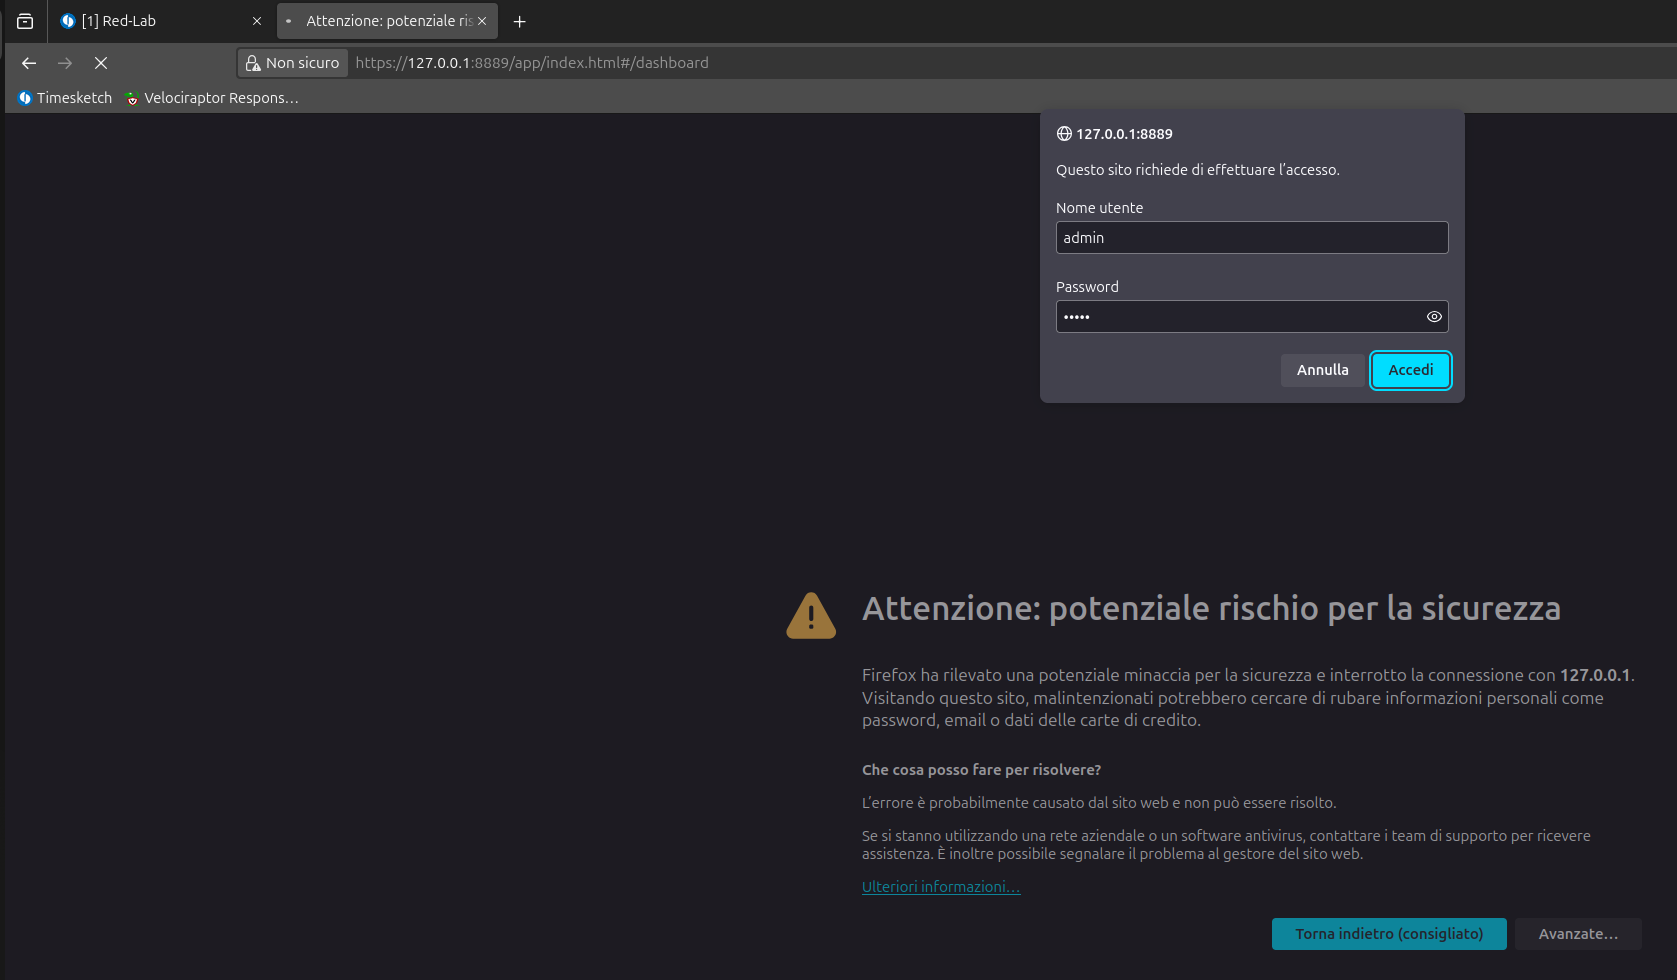 [1] Red-Lab
Attenzione: potenziale ris
Non sicuro
https://127.0.0.1:8889/app/index.html#/dashboard
Timesketch
Velociraptor Respons…
127.0.0.1:8889
Questo sito richiede di effettuare l’accesso.
Nome utente
admin
Password
•••••
Annulla
Accedi
Attenzione: potenziale rischio per la sicurezza
Firefox ha rilevato una potenziale minaccia per la sicurezza e interrotto la connessione con 127.0.0.1.
Visitando questo sito, malintenzionati potrebbero cercare di rubare informazioni personali come
password, email o dati delle carte di credito.
Che cosa posso fare per risolvere?
L’errore è probabilmente causato dal sito web e non può essere risolto.
Se si stanno utilizzando una rete aziendale o un software antivirus, contattare i team di supporto per ricevere
assistenza. È inoltre possibile segnalare il problema al gestore del sito web.
Ulteriori informazioni…
Torna indietro (consigliato)
Avanzate…